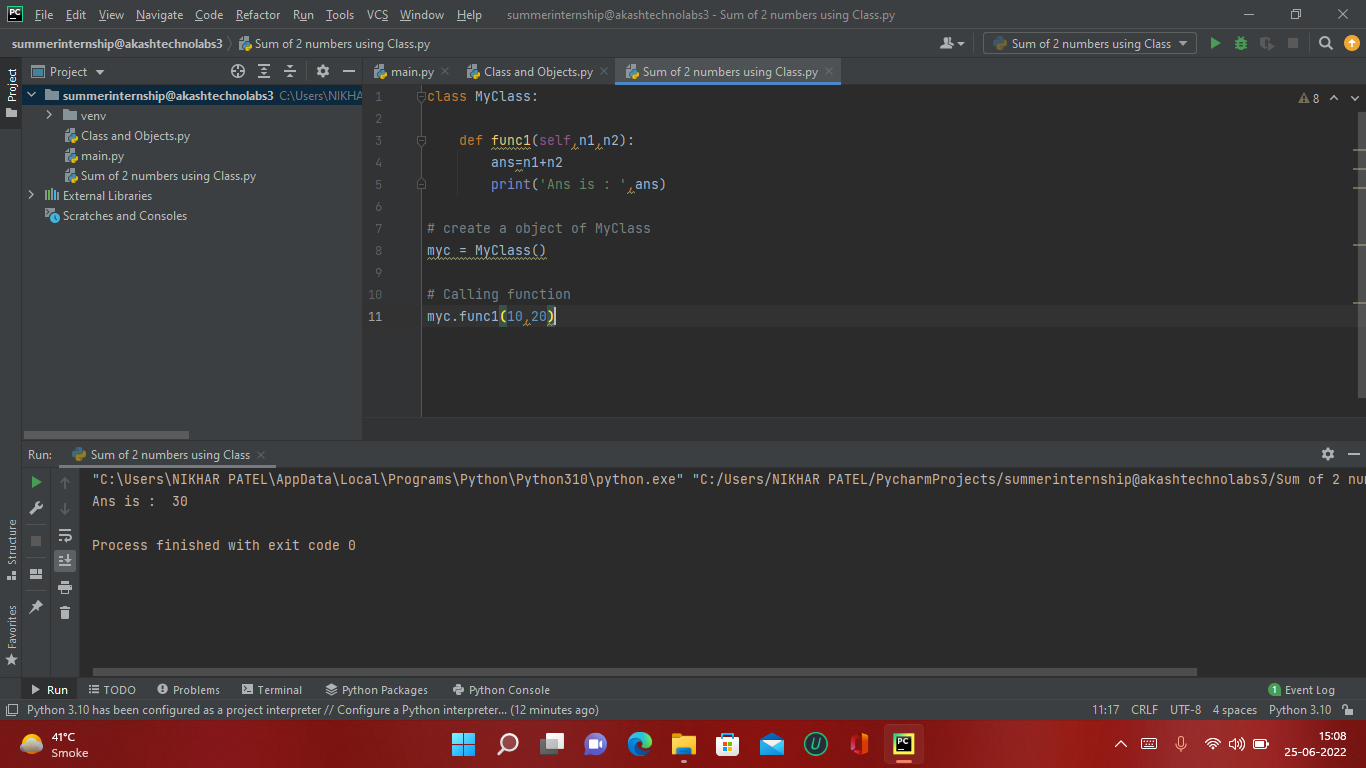 PC File Edit View Navigate Code Refactor Run Tools VCS Window Help summerinternship@akashtechnolabs3 - Sum of 2 numbers using Class.py
summerinternship@akashtechnolabs3 Sum of 2 numbers using Class.py Sum of 2 numbers using Class
Project
Project
main.py Class and Objects.py Sum of 2 numbers using Class.py
summerinternship@akashtechnolabs3 C:\Users\NIKHA
venv
Class and Objects.py
main.py
Sum of 2 numbers using Class.py
External Libraries
Scratches and Consoles
8
1 class MyClass:
2
3 def func1(self,n1,n2):
4 ans=n1+n2
5 print('Ans is : ',ans)
6
7 # create a object of MyClass
8 myc = MyClass()
9
10 # Calling function
11 myc.func1(10,20)
Run: Sum of 2 numbers using Class
"C:\Users\NIKHAR PATEL\AppData\Local\Programs\Python\Python310\python.exe" "C:/Users/NIKHAR PATEL/PycharmProjects/summerinternship@akashtechnolabs3/Sum of 2 nu
Ans is :  30
Process finished with exit code 0
Structure
Favorites
Run TODO Problems Terminal Python Packages Python Console 1 Event Log
Python 3.10 has been configured as a project interpreter // Configure a Python interpreter... (12 minutes ago) 11:17 CRLF UTF-8 4 spaces Python 3.10
41°C
Smoke
U
PC
15:08
25-06-2022